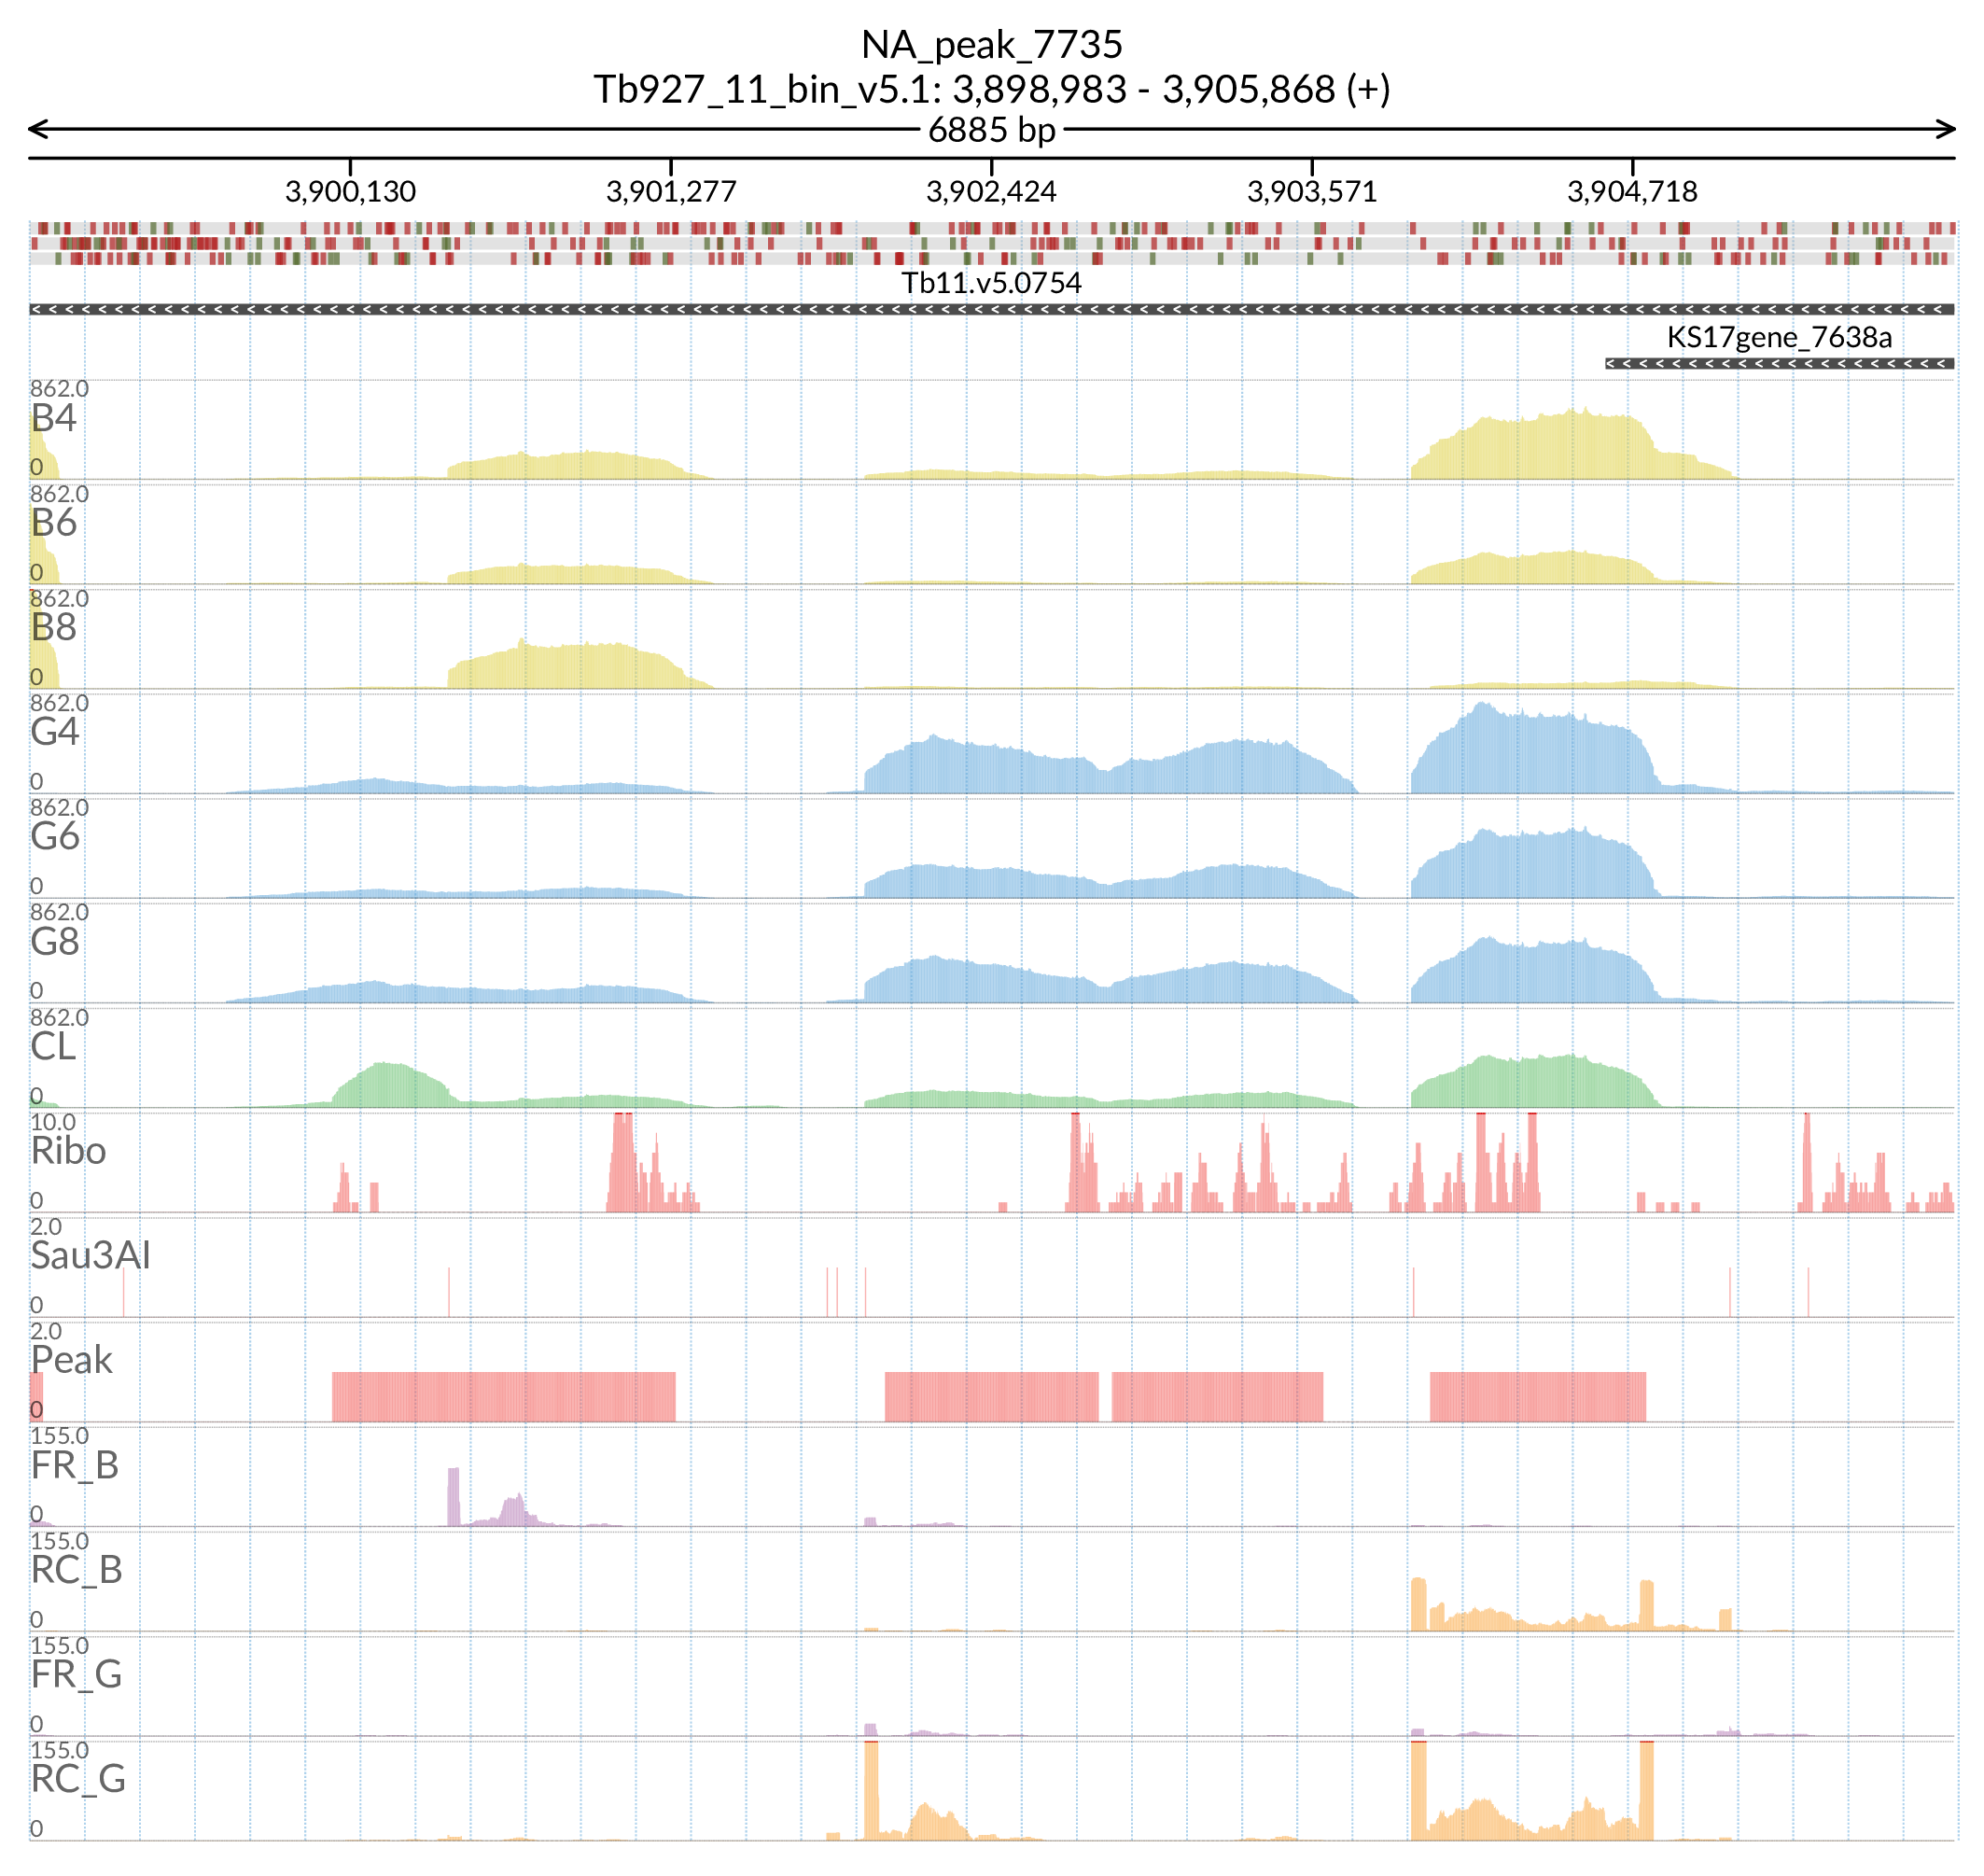 NA_peak_7735
Tb927_11_bin_v5.1: 3,898,983 - 3,905,868 (+)
6885 bp
3,900,130 3,901,277 3,902,424 3,903,571 3,904,718
Tb11.v5.0754
KS17gene_7638a
862.0
B4
0
862.0
B6
0
862.0
B8
0
862.0
G4
0
862.0
G6
0
862.0
G8
0
862.0
CL
0
10.0
Ribo
0
2.0
Sau3AI
0
2.0
Peak
0
155.0
FR_B
0
155.0
RC_B
0
155.0
FR_G
0
155.0
RC_G
0